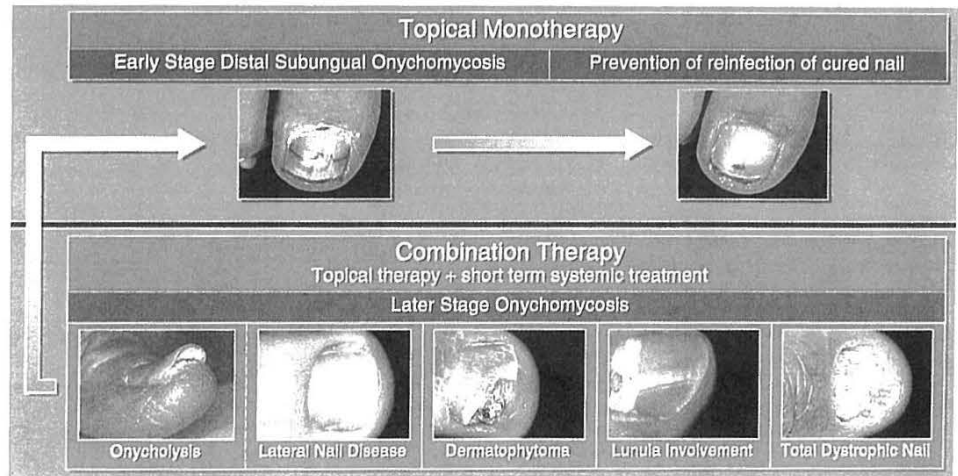 Topical Monotherapy
Early Stage Distal Subungual Onychomycosis
Prevention of reinfection of cured nail
Combination Therapy
Topical therapy + short term systemic treatment
Later Stage Onychomycosis
Onycholysis
Lateral Nail Disease
Dermatophytoma
Lunula Involvement
Total Dystrophic Nail